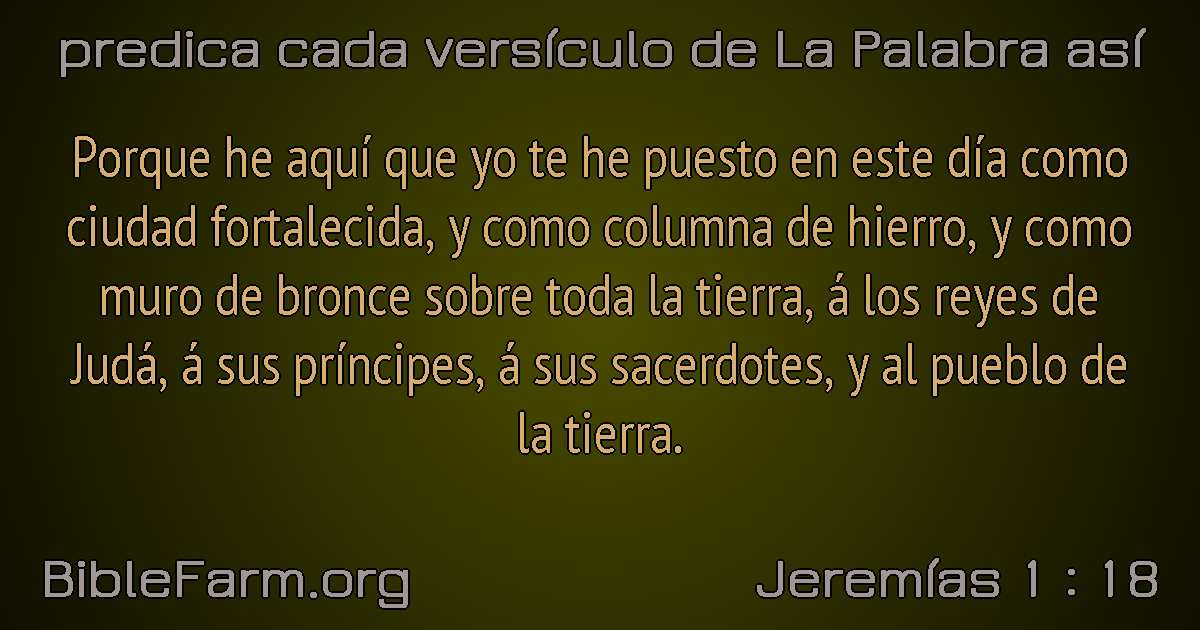 predica cada versículo de La Palabra así
Porque he aquí que yo te he puesto en este día como
ciudad fortalecida, y como columna de hierro, y como
muro de bronce sobre toda la tierra, á los reyes de
Judá, á sus príncipes, á sus sacerdotes, y al pueblo de
la tierra.
BibleFarm.org
Jeremías 1 : 18